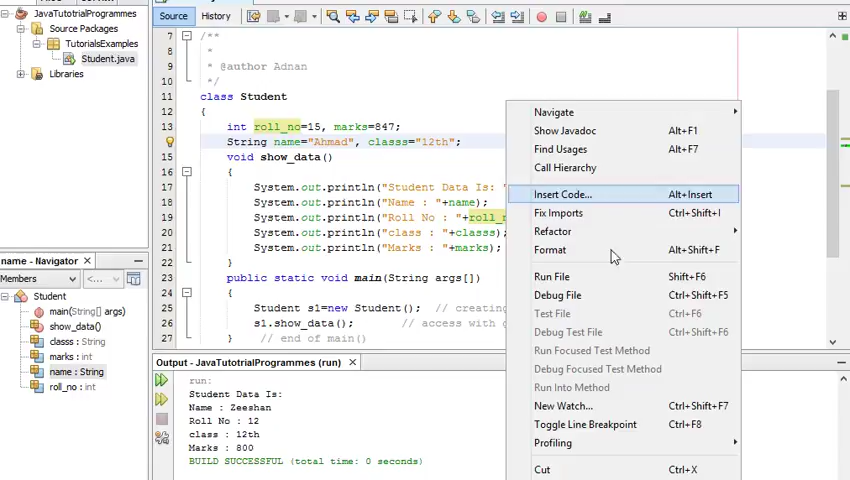 JavaTutotrialProgrammes
Source Packages
TutorialsExamples
Student.java
Libraries
Source
History
7 /**
8 *
9 * @author Adnan
10 */
11 class Student
12 {
13 int roll_no=15, marks=847;
String name="Ahmad", classs="12th";
15 void show_data()
16 {
17 System.out.println("Student Data Is: "
18 System.out.println("Name : "+name);
19 System.out.println("Roll No : "+roll_n
20 System.out.println("class : "+classs);
21 System.out.println("Marks : "+marks);
22 }
23 public static void main(String args[])
24 {
25 Student s1=new Student(); // creating
26 s1.show_data(); // access with
27 } // end of main()
Navigate
Show Javadoc Alt+F1
Find Usages Alt+F7
Call Hierarchy
Insert Code... Alt+Insert
Fix Imports Ctrl+Shift+I
Refactor
Format Alt+Shift+F
Run File Shift+F6
Debug File Ctrl+Shift+F5
Test File Ctrl+F6
Debug Test File Ctrl+Shift+F6
Run Focused Test Method
Debug Focused Test Method
Run Into Method
New Watch... Ctrl+Shift+F7
Toggle Line Breakpoint Ctrl+F8
Profiling
Cut Ctrl+X
name - Navigator
Members
<...
Student
main(String[] args)
show_data()
classs : String
marks : int
name : String
roll_no : int
Output - JavaTutotrialProgrammes (run)
run:
Student Data Is:
Name : Zeeshan
Roll No : 12
class : 12th
Marks : 800
BUILD SUCCESSFUL (total time: 0 seconds)